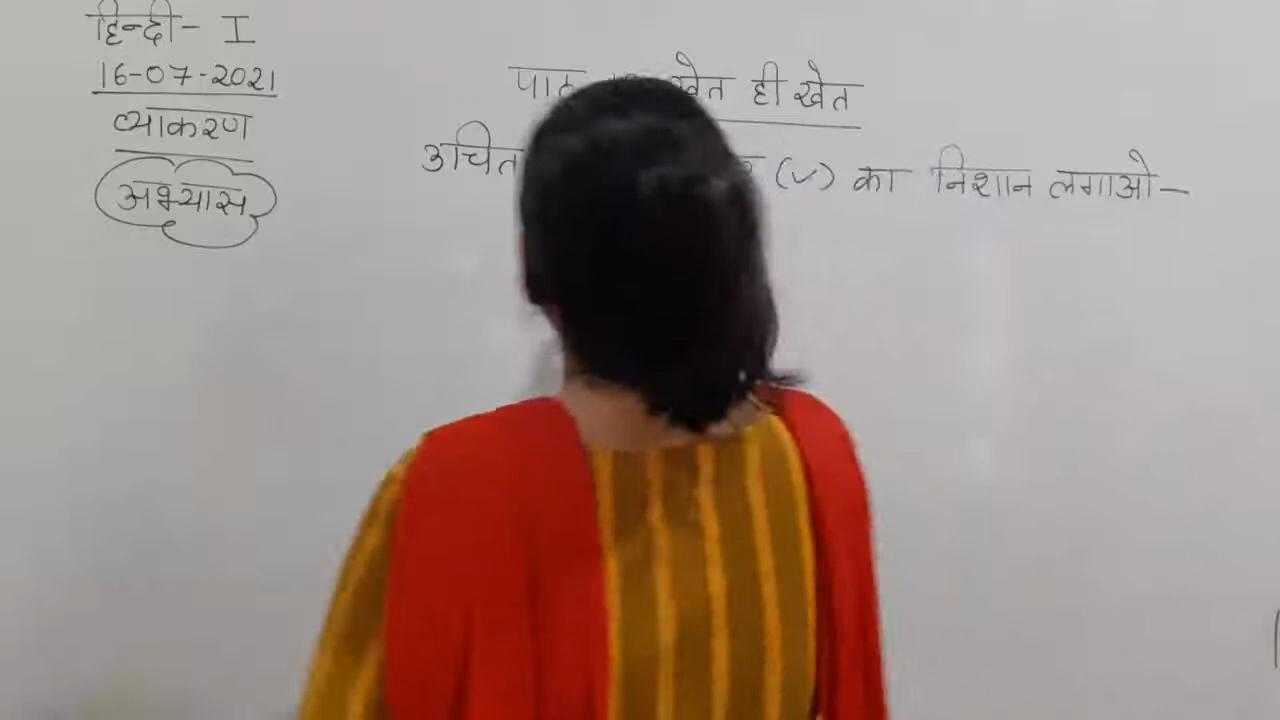 हिन्दी- I
16-07-2021
व्याकरण
अभ्यास
पाठ खेत ही खेत
उचित (✓) का निशान लगाओ-